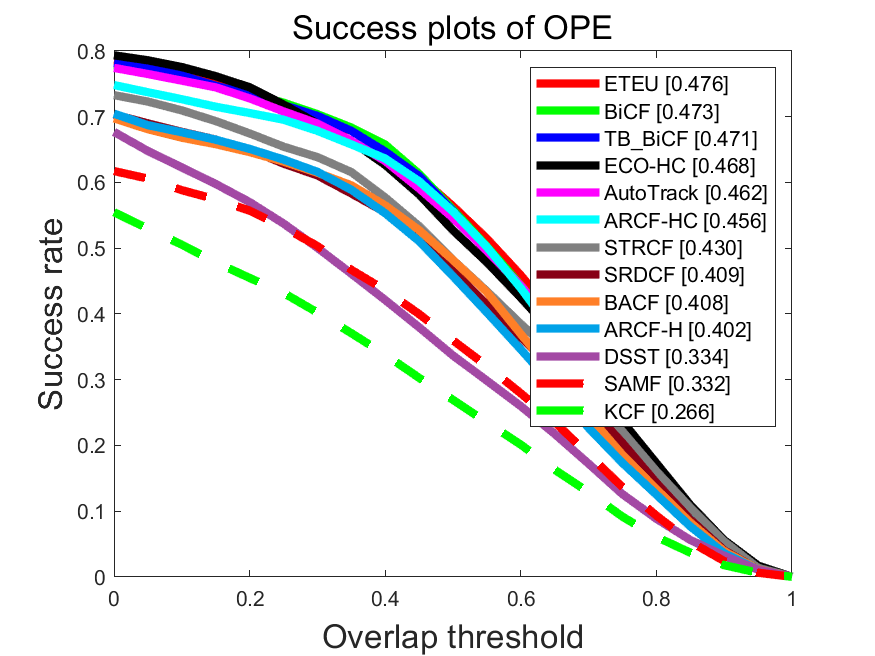 Success plots of OPE
0.8
0.7
0.6
0.5
0.4
0.3
0.2
0.1
0
Success rate
ETEU [0.476]
BiCF [0.473]
TB_BiCF [0.471]
ECO-HC [0.468]
AutoTrack [0.462]
ARCF-HC [0.456]
STRCF [0.430]
SRDCF [0.409]
BACF [0.408]
ARCF-H [0.402]
DSST [0.334]
SAMF [0.332]
KCF [0.266]
0 0.2 0.4 0.6 0.8 1
Overlap threshold